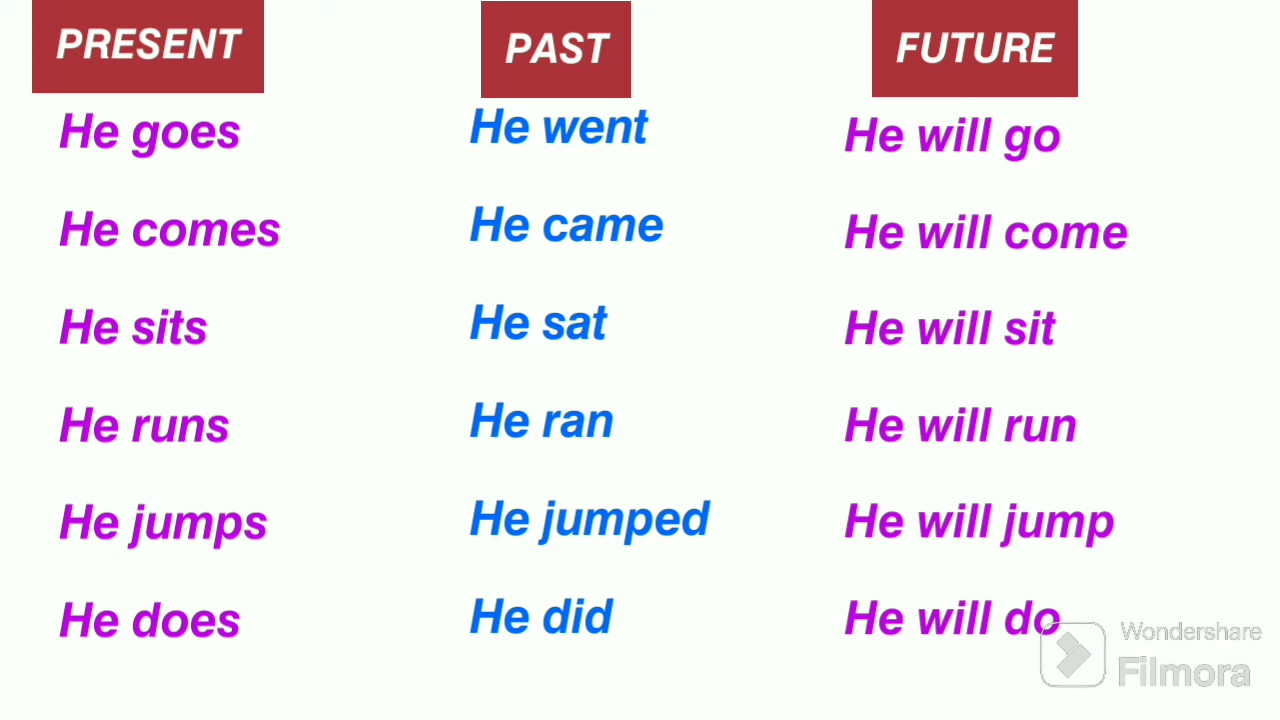 PRESENT PAST FUTURE
He goes He went He will go
He comes He came He will come
He sits He sat He will sit
He runs He ran He will run
He jumps He jumped He will jump
He does He did He will do
Wondershare
Filmora